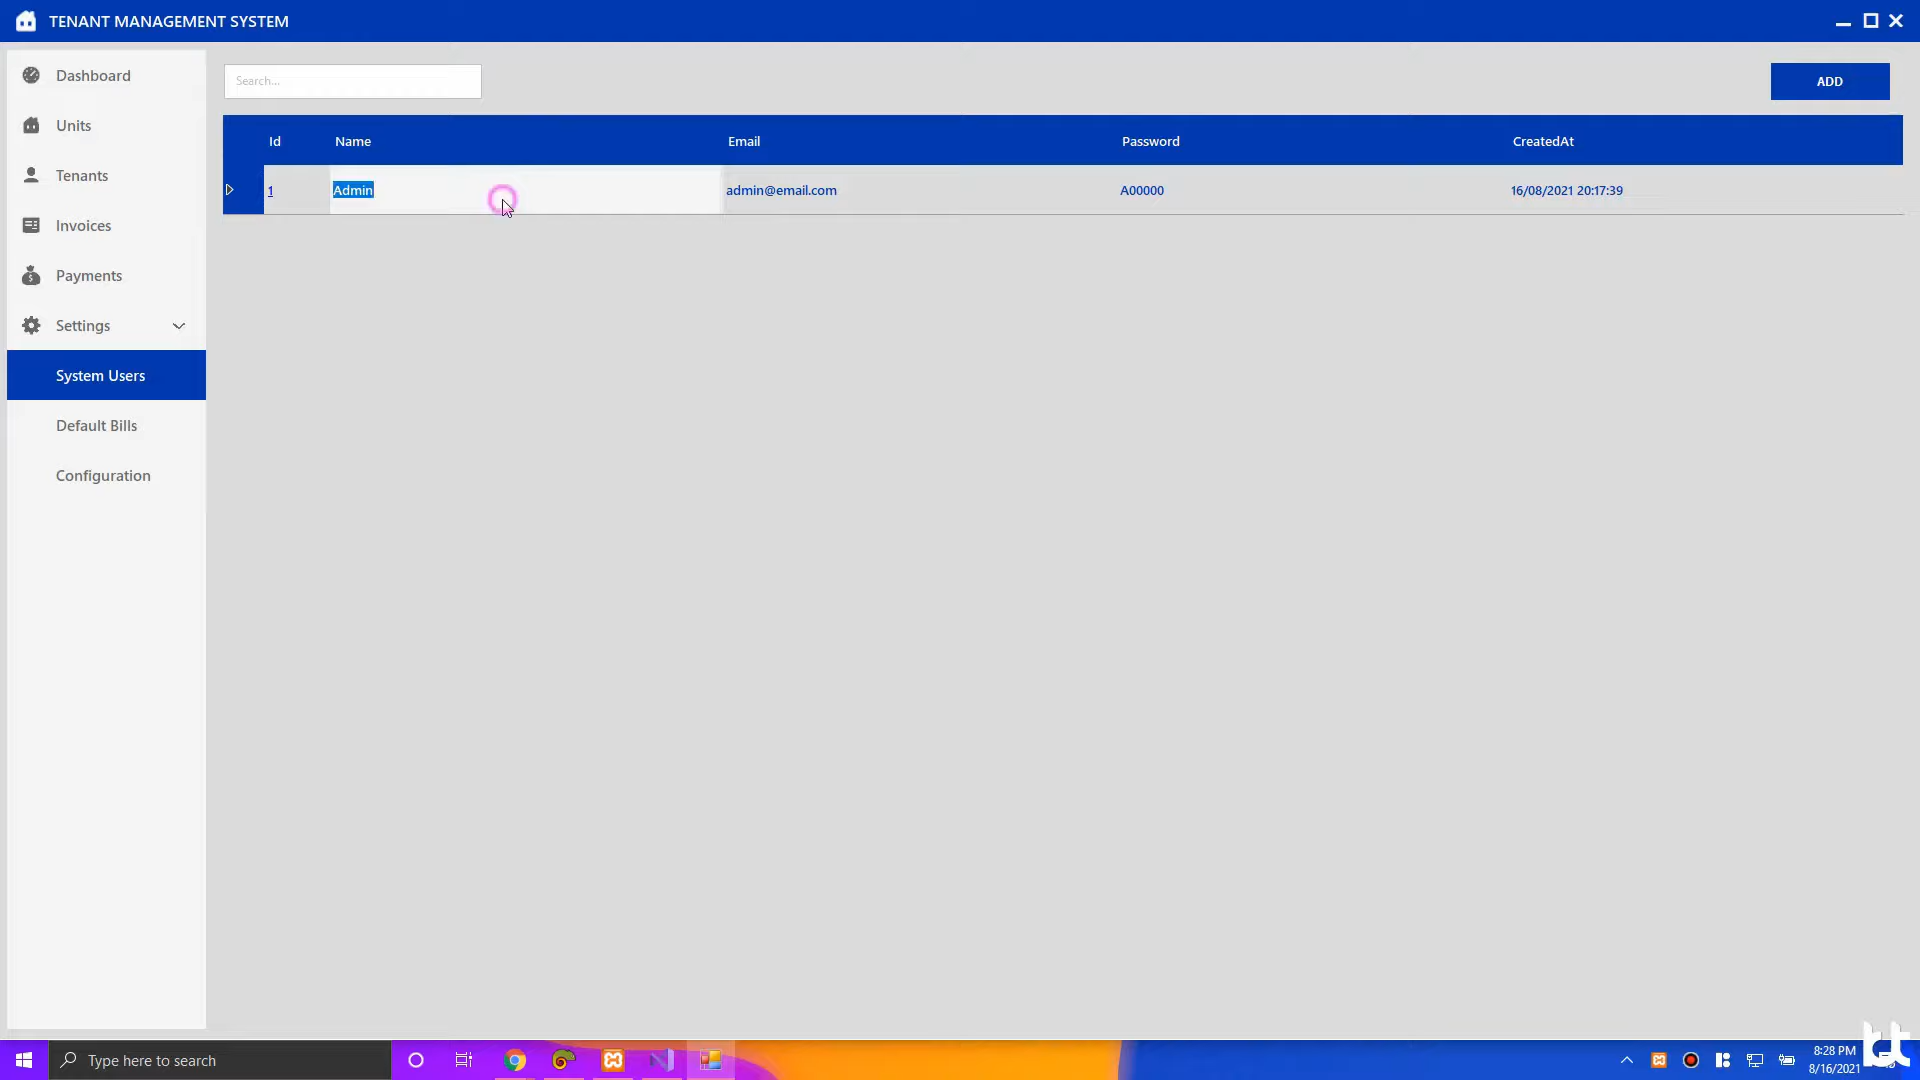 TENANT MANAGEMENT SYSTEM
Dashboard
Units
Tenants
Invoices
Payments
Settings
System Users
Default Bills
Configuration
Search...
ADD
Id Name Email Password CreatedAt
1 Admin admin@email.com A00000 16/08/2021 20:17:39
Type here to search
8:28 PM
8/16/2021